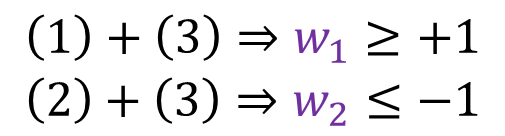 (1) + (3) ⇒ w₁ ≥ +1
(2) + (3) ⇒ w₂ ≤ −1